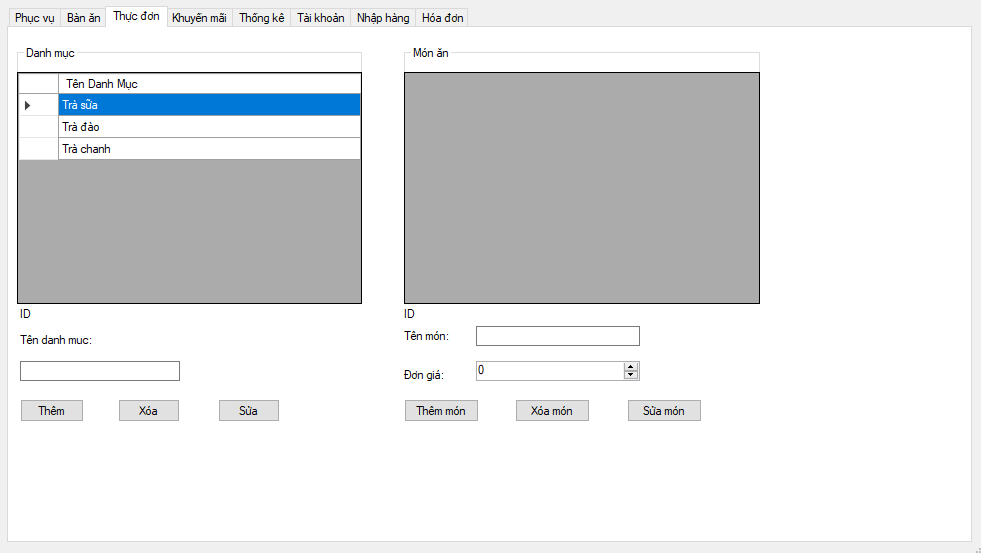 Phục vụ Bàn ăn Thực đơn Khuyến mãi Thống kê Tài khoản Nhập hàng Hóa đơn
Danh mục
Tên Danh Mục
Trà sữa
Trà đào
Trà chanh
ID
Tên danh muc:
Thêm Xóa Sửa
Món ăn
ID
Tên món:
Đơn giá: 0
Thêm món Xóa món Sửa món